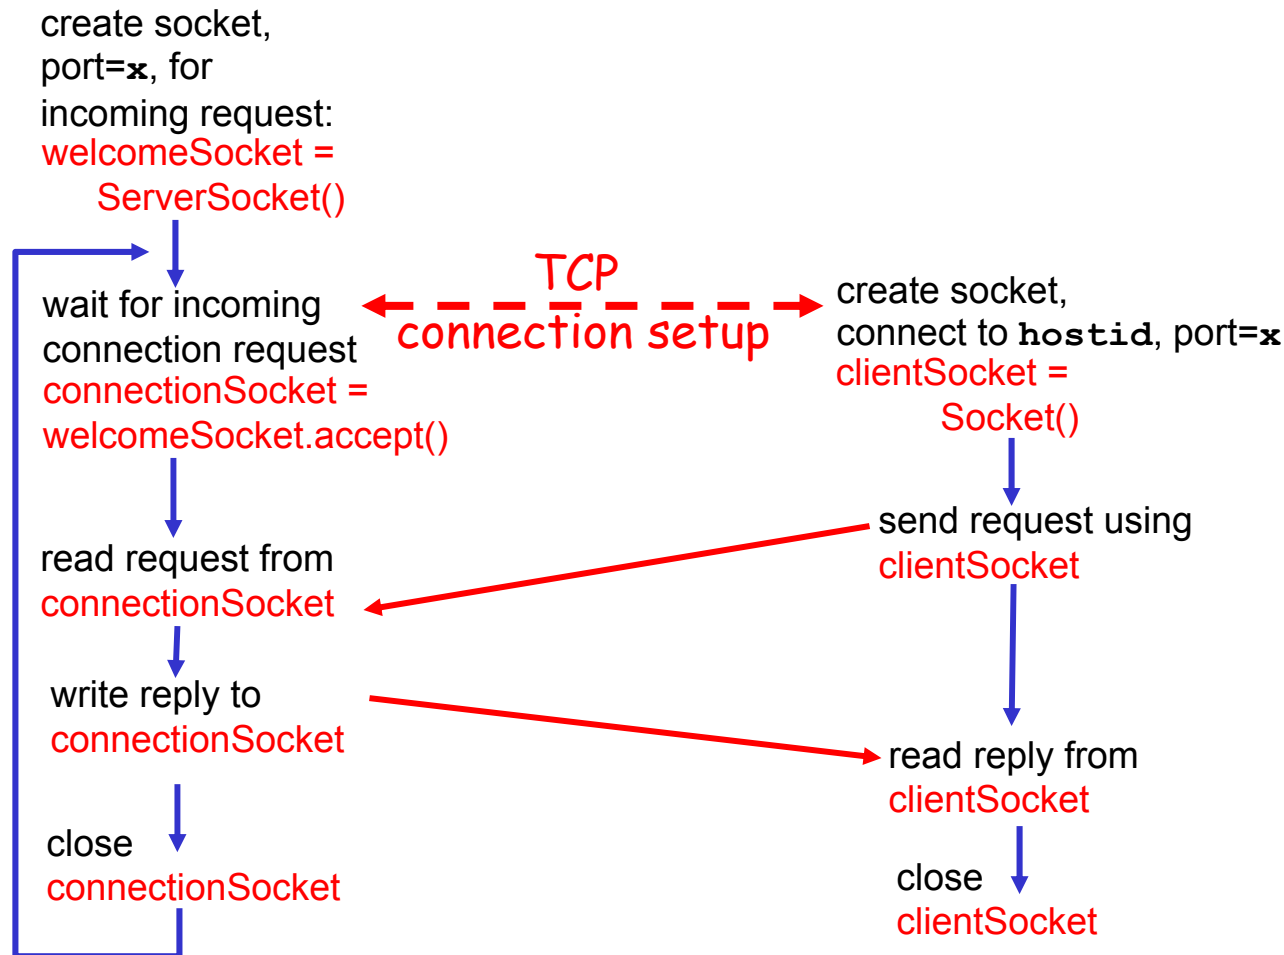 create socket,
port=x, for
incoming request:
welcomeSocket =
ServerSocket()
wait for incoming
connection request
connectionSocket =
welcomeSocket.accept()
read request from
connectionSocket
write reply to
connectionSocket
close
connectionSocket
TCP
connection setup
create socket,
connect to hostid, port=x
clientSocket =
Socket()
send request using
clientSocket
read reply from
clientSocket
close
clientSocket